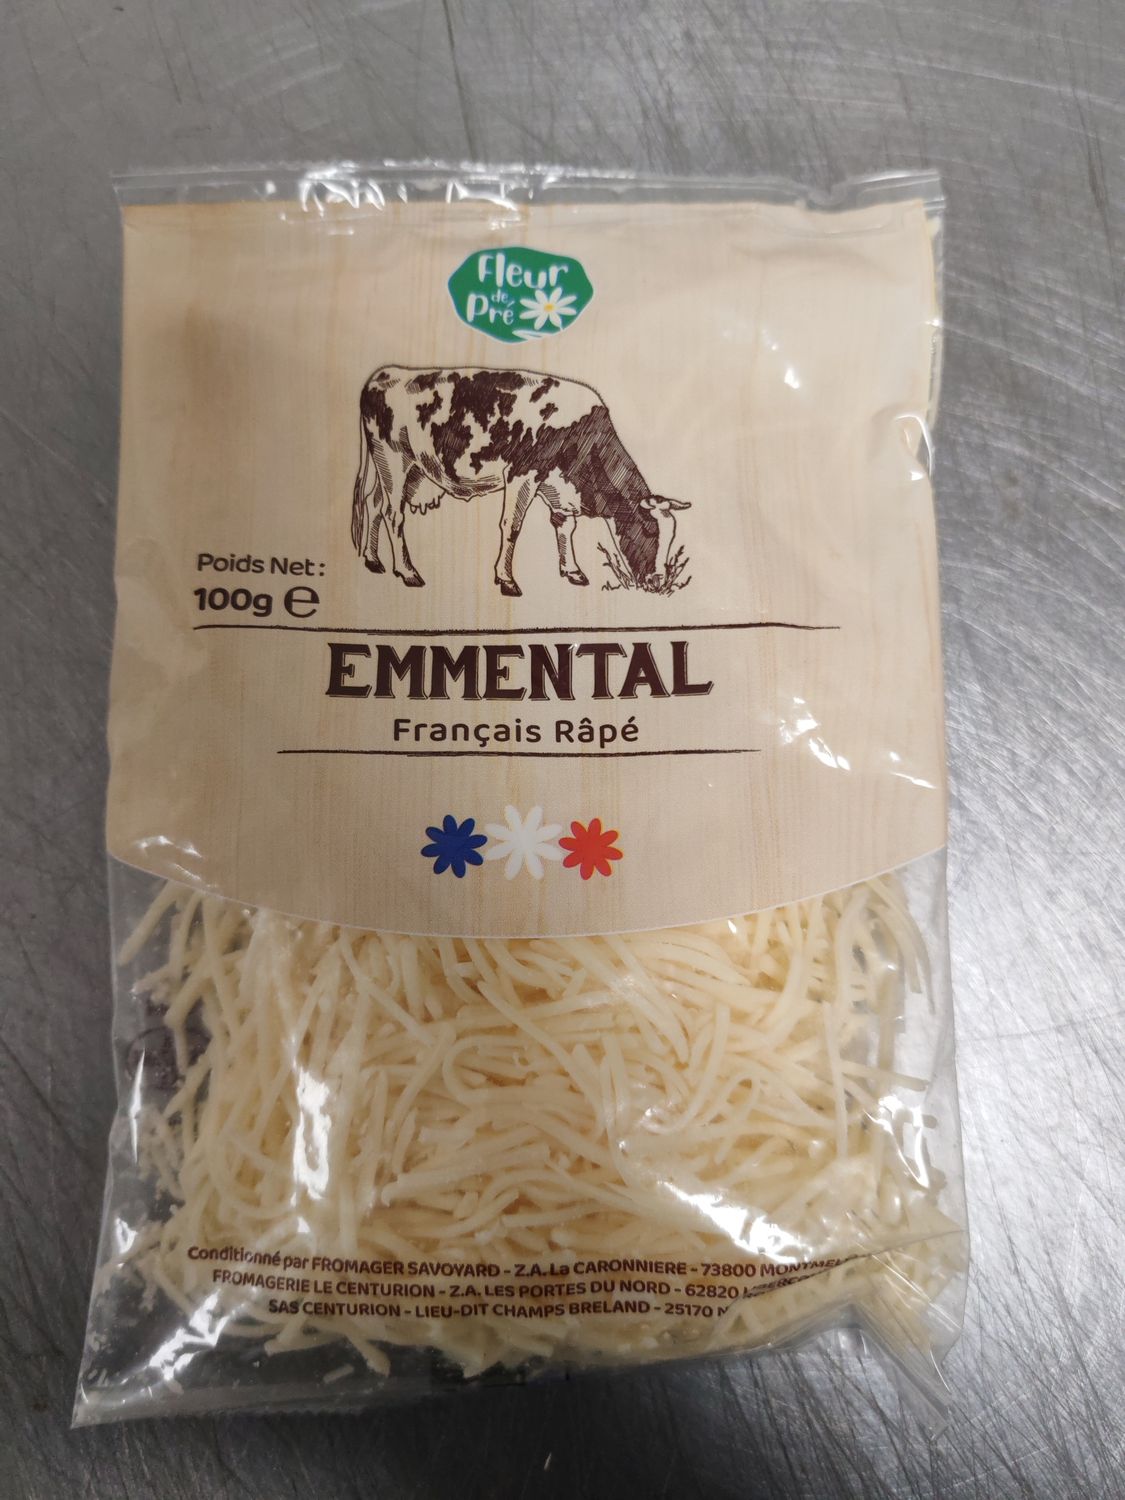 Fleur
de
Pré
Poids Net:
100g ℮
EMMENTAL
Français Râpé
Conditionné par FROMAGER SAVOYARD - Z.A. La CARONNIERE - 73800
FROMAGERIE LE CENTURION - Z.A. LES PORTES DU NORD - 62820
SAS CENTURION - LIEU-DIT CHAMPS BRELAND - 25170